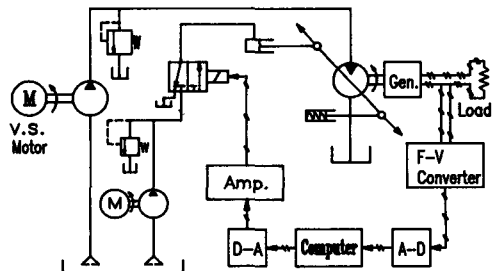 W
M
V.S.
Motor
W
M
Gen.
Load
F-V
Converter
Amp.
D-A
Computer
A-D